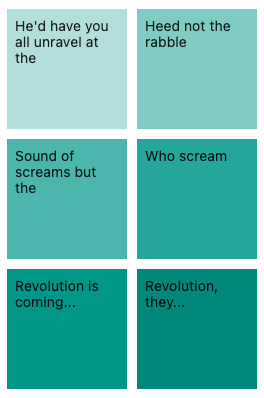 He'd have you
all unravel at
the
Heed not the
rabble
Sound of
screams but
the
Who scream
Revolution is
coming...
Revolution,
they...